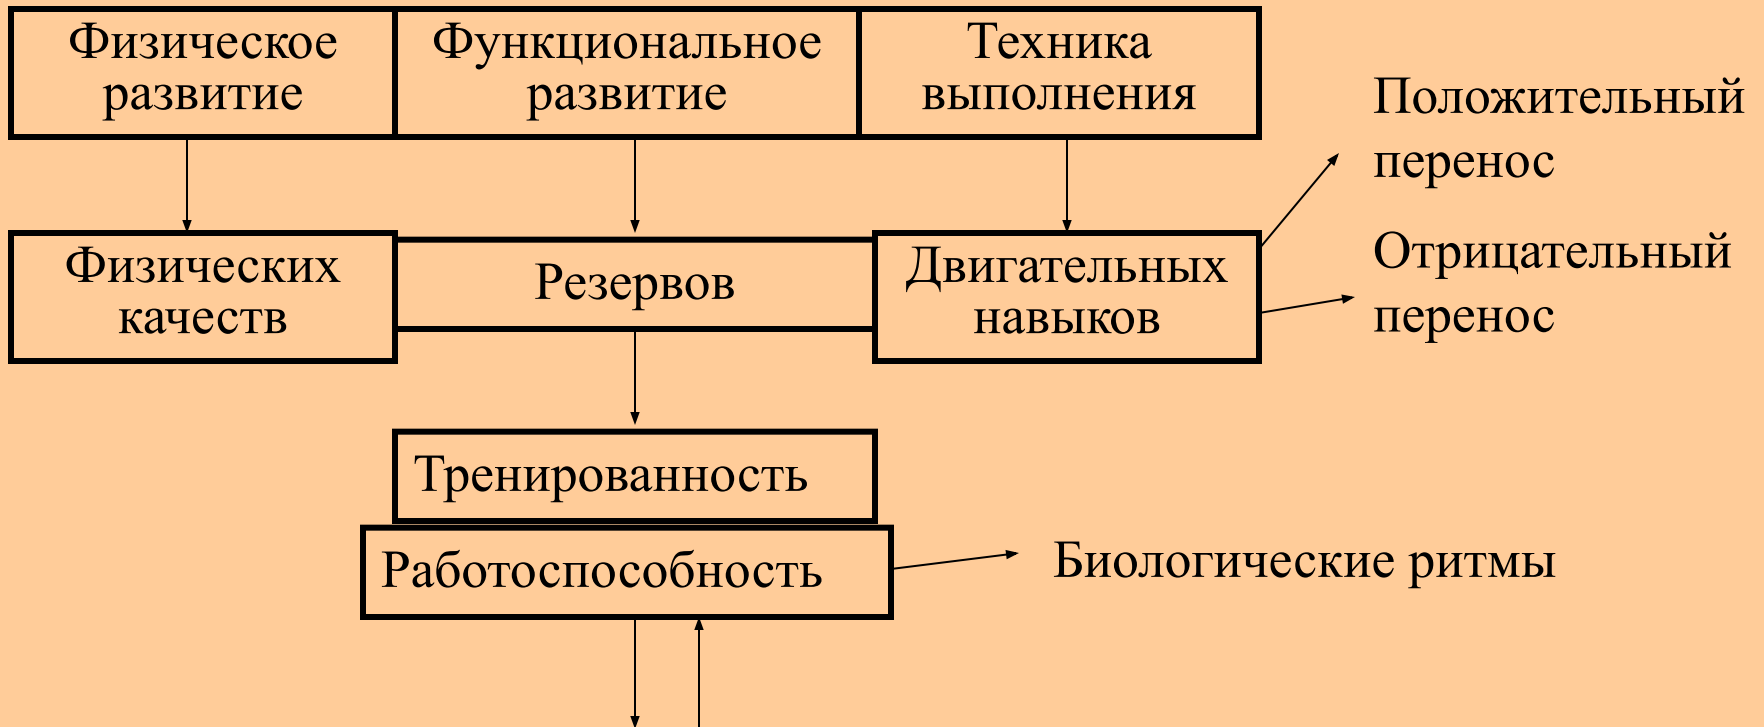 Физическое
развитие
Функциональное
развитие
Техника
выполнения
Положительный
перенос
Физических
качеств
Резервов
Двигательных
навыков
Отрицательный
перенос
Тренированность
Работоспособность
Биологические ритмы